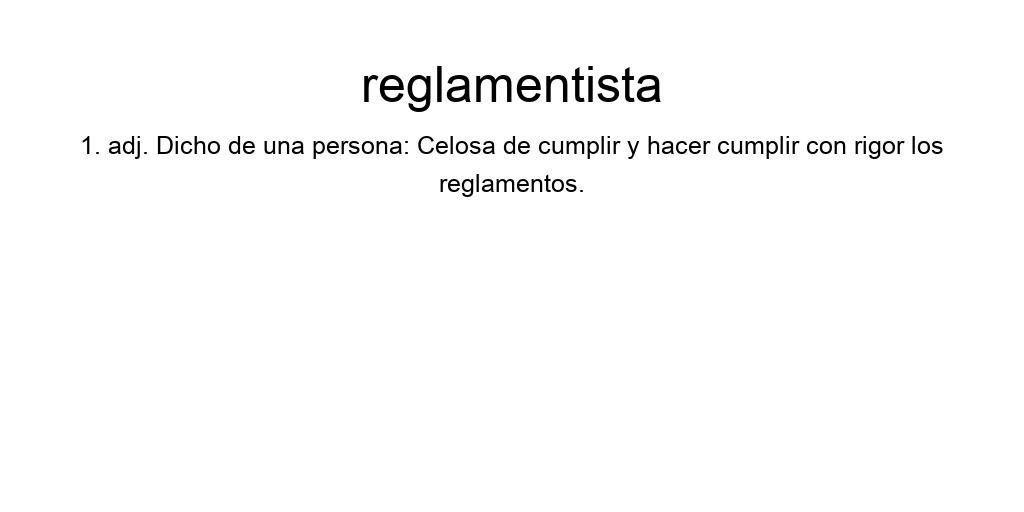 reglamentista
1. adj. Dicho de una persona: Celosa de cumplir y hacer cumplir con rigor los
reglamentos.